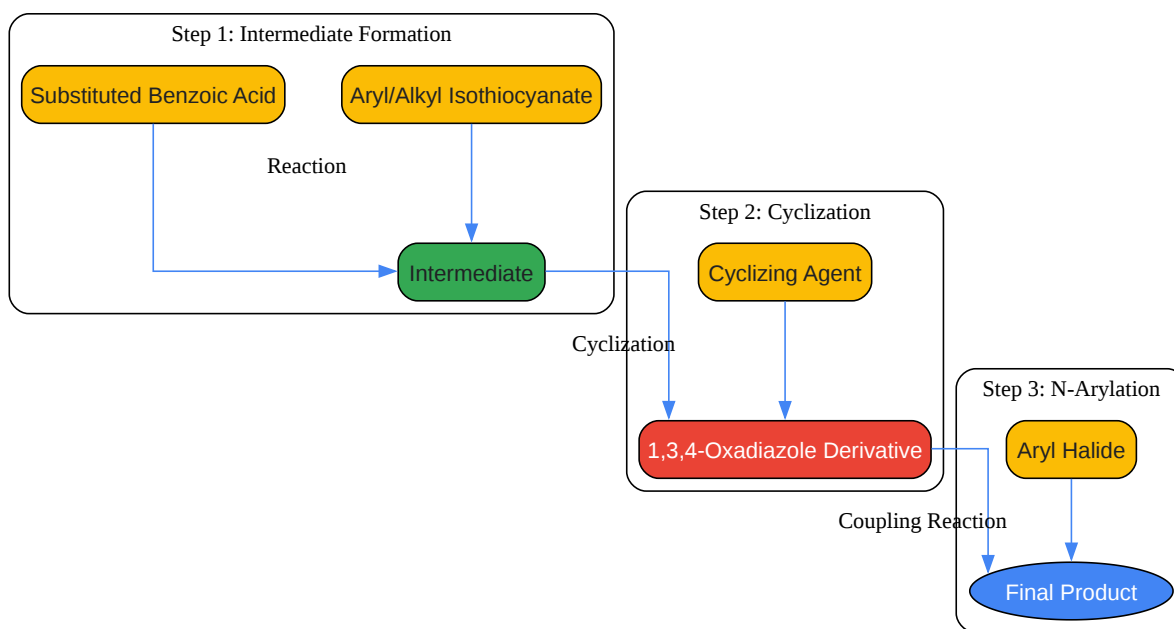 Step 1: Intermediate Formation
Substituted Benzoic Acid
Aryl/Alkyl Isothiocyanate
Reaction
Intermediate
Step 2: Cyclization
Cyclizing Agent
Cyclization
1,3,4-Oxadiazole Derivative
Step 3: N-Arylation
Aryl Halide
Coupling Reaction
Final Product